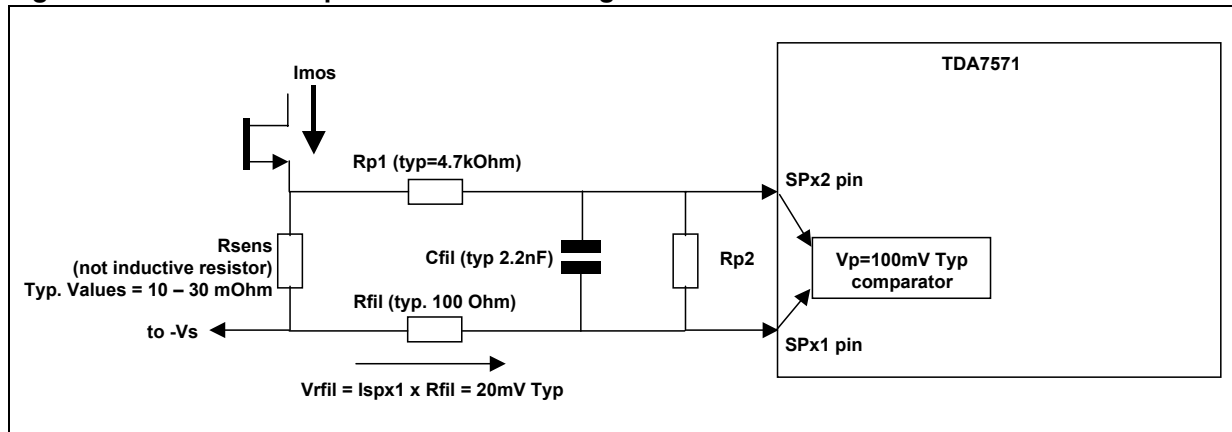 TDA7571
Imos
Rp1 (typ=4.7kOhm)
SPx2 pin
Rsens
(not inductive resistor)
Typ. Values = 10 – 30 mOhm
Cfil (typ 2.2nF)
Rp2
Vp=100mV Typ
comparator
Rfil (typ. 100 Ohm)
to -Vs
SPx1 pin
Vrfil = Ispx1 x Rfil = 20mV Typ